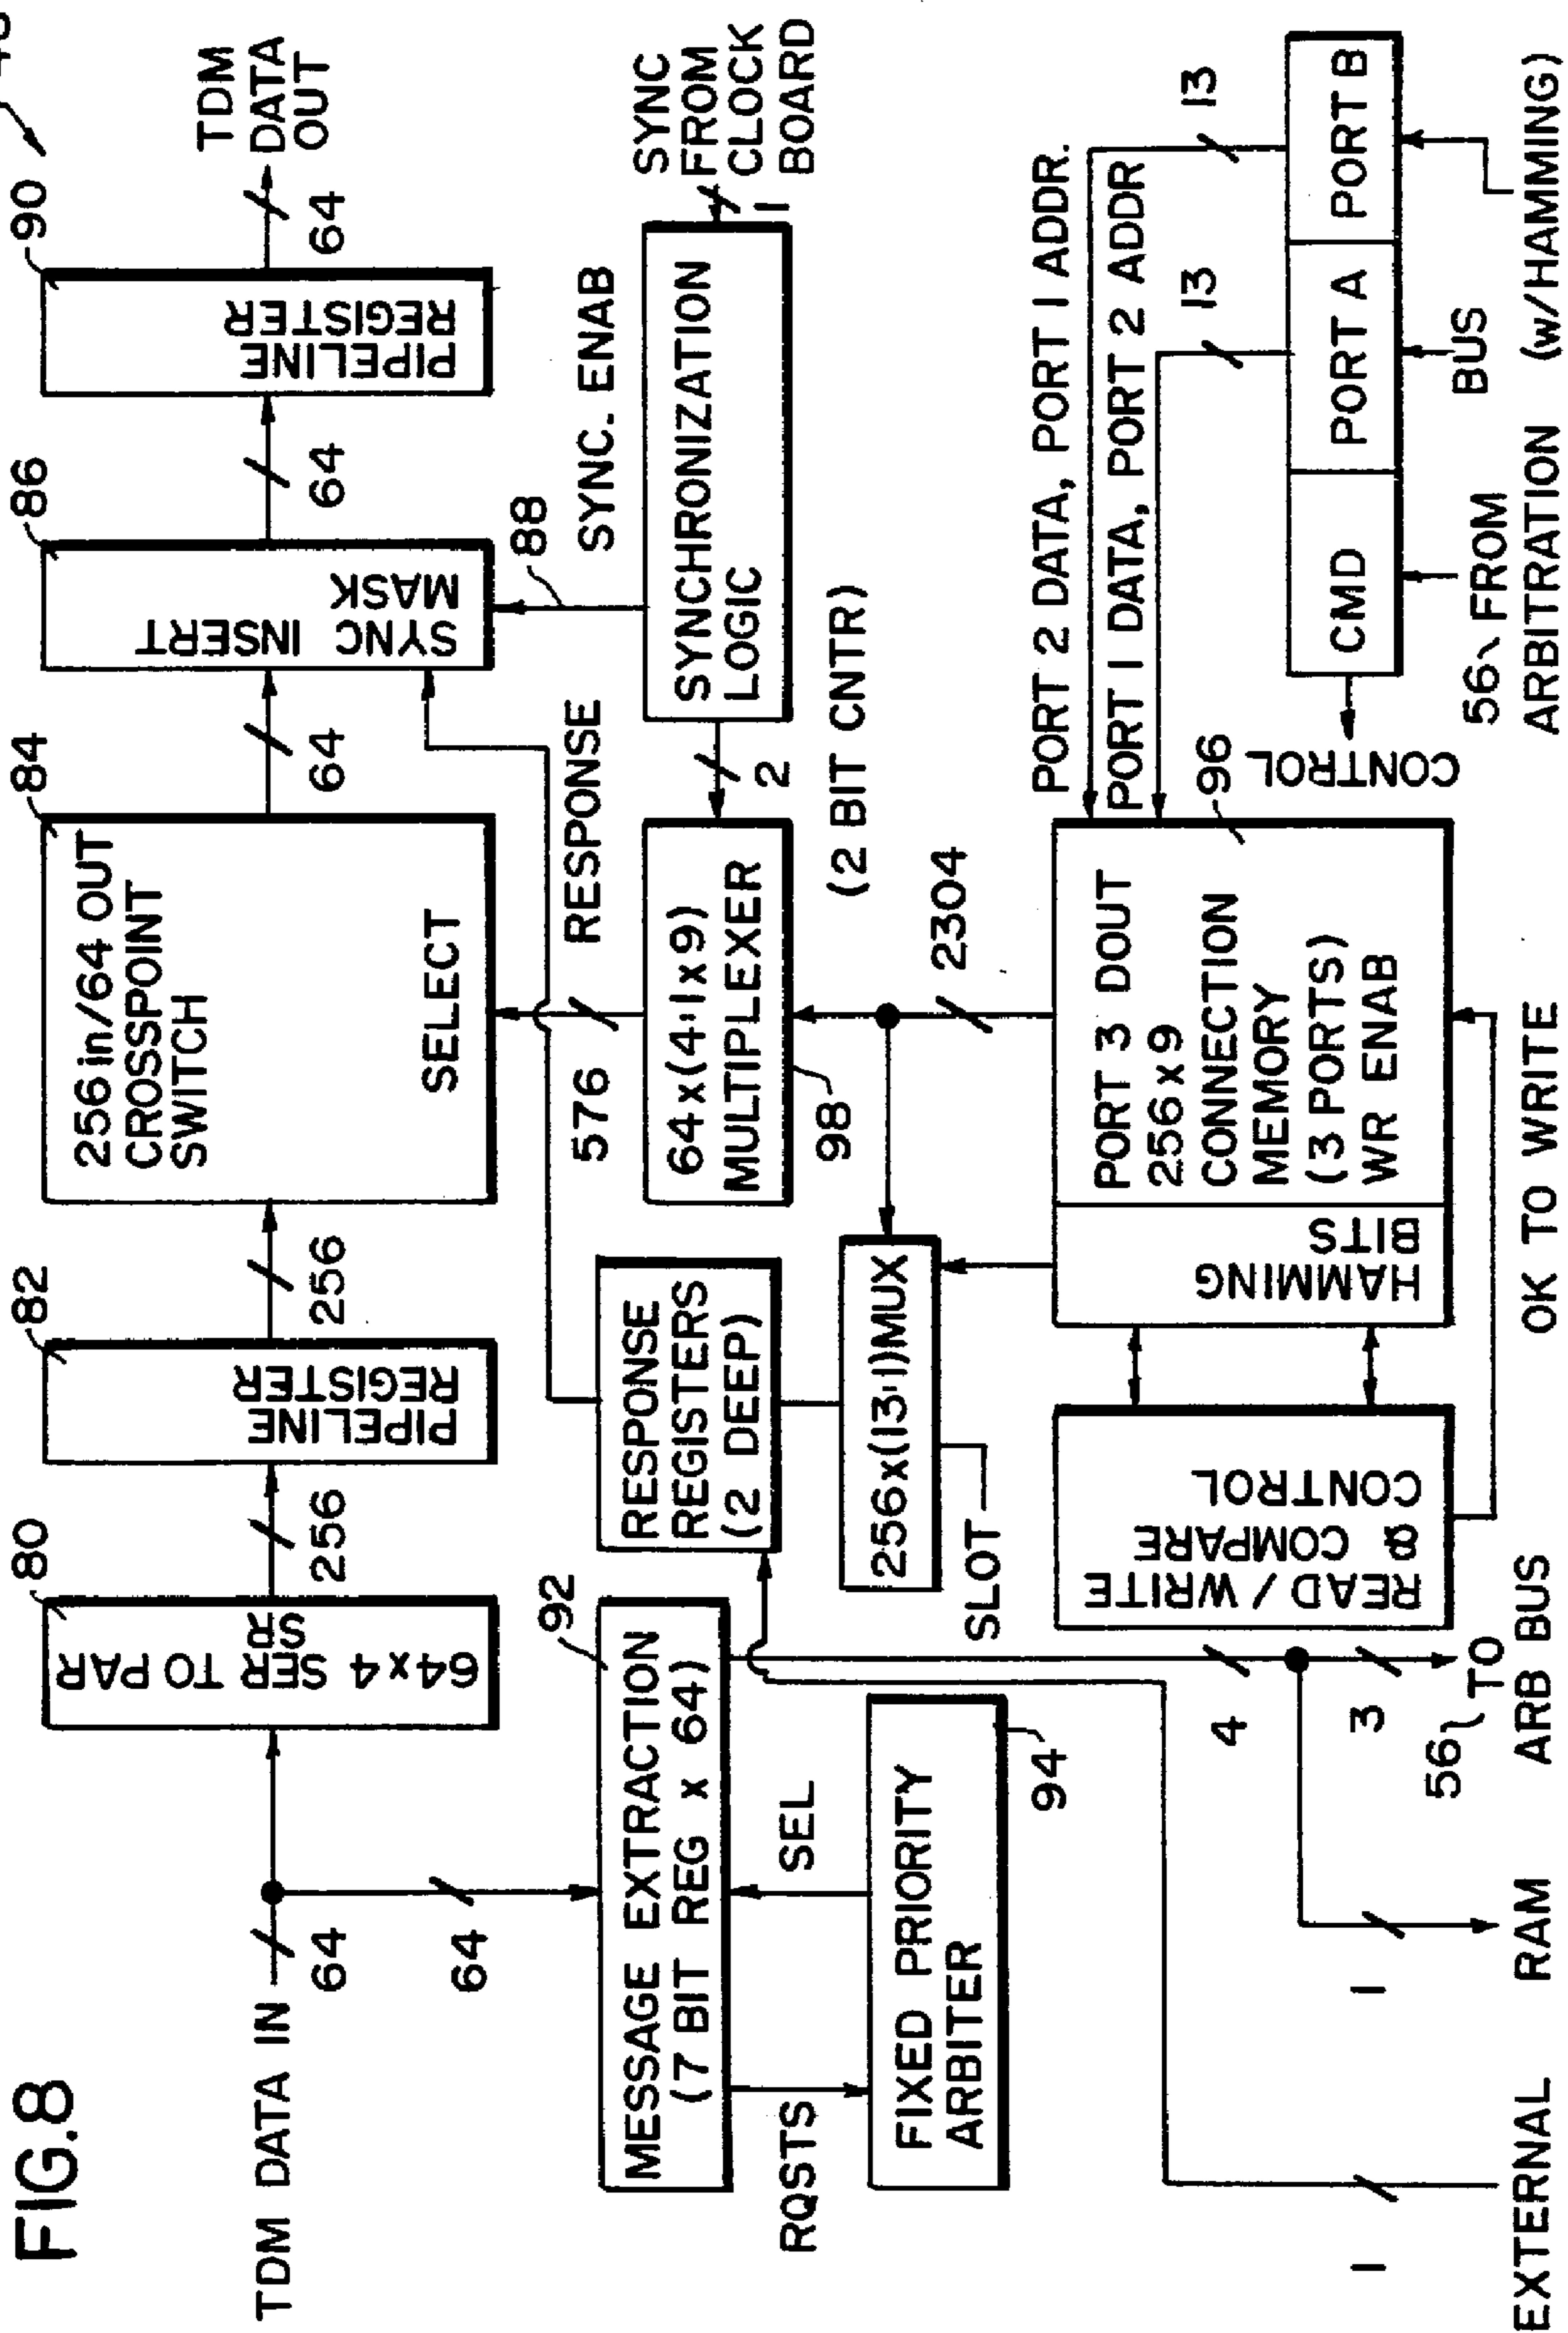 FIG.8
TDM DATA IN
64
64
80
64x4 SER TO PAR
SR
256
82
PIPELINE
REGISTER
256
84
256 in/64 OUT
CROSSPOINT
SWITCH
SELECT
64
86
SYNC INSERT
MASK
64
90
PIPELINE
REGISTER
64
TDM
DATA
OUT
92
MESSAGE EXTRACTION
(7 BIT REG x 64)
RQSTS
SEL
FIXED PRIORITY
ARBITER
94
RESPONSE
REGISTERS
(2 DEEP)
RESPONSE
88
SYNC. ENAB
576
64x(4:1x9)
MULTIPLEXER
98
2
(2 BIT CNTR)
SYNCHRONIZATION
LOGIC
1
SYNC
FROM
CLOCK
BOARD
256x(13:1)MUX
SLOT
2304
READ/WRITE
& COMPARE
CONTROL
HAMMING
BITS
PORT 3 DOUT
256x9
CONNECTION
MEMORY
(3 PORTS)
WR ENAB
96
PORT 2 DATA, PORT 1 ADDR.
PORT 1 DATA, PORT 2 ADDR
13
13
CMD
PORT A
PORT B
CONTROL
56 FROM
ARBITRATION
BUS
(w/HAMMING)
OK TO WRITE
4
3
56 TO
ARB BUS
1
1
EXTERNAL RAM